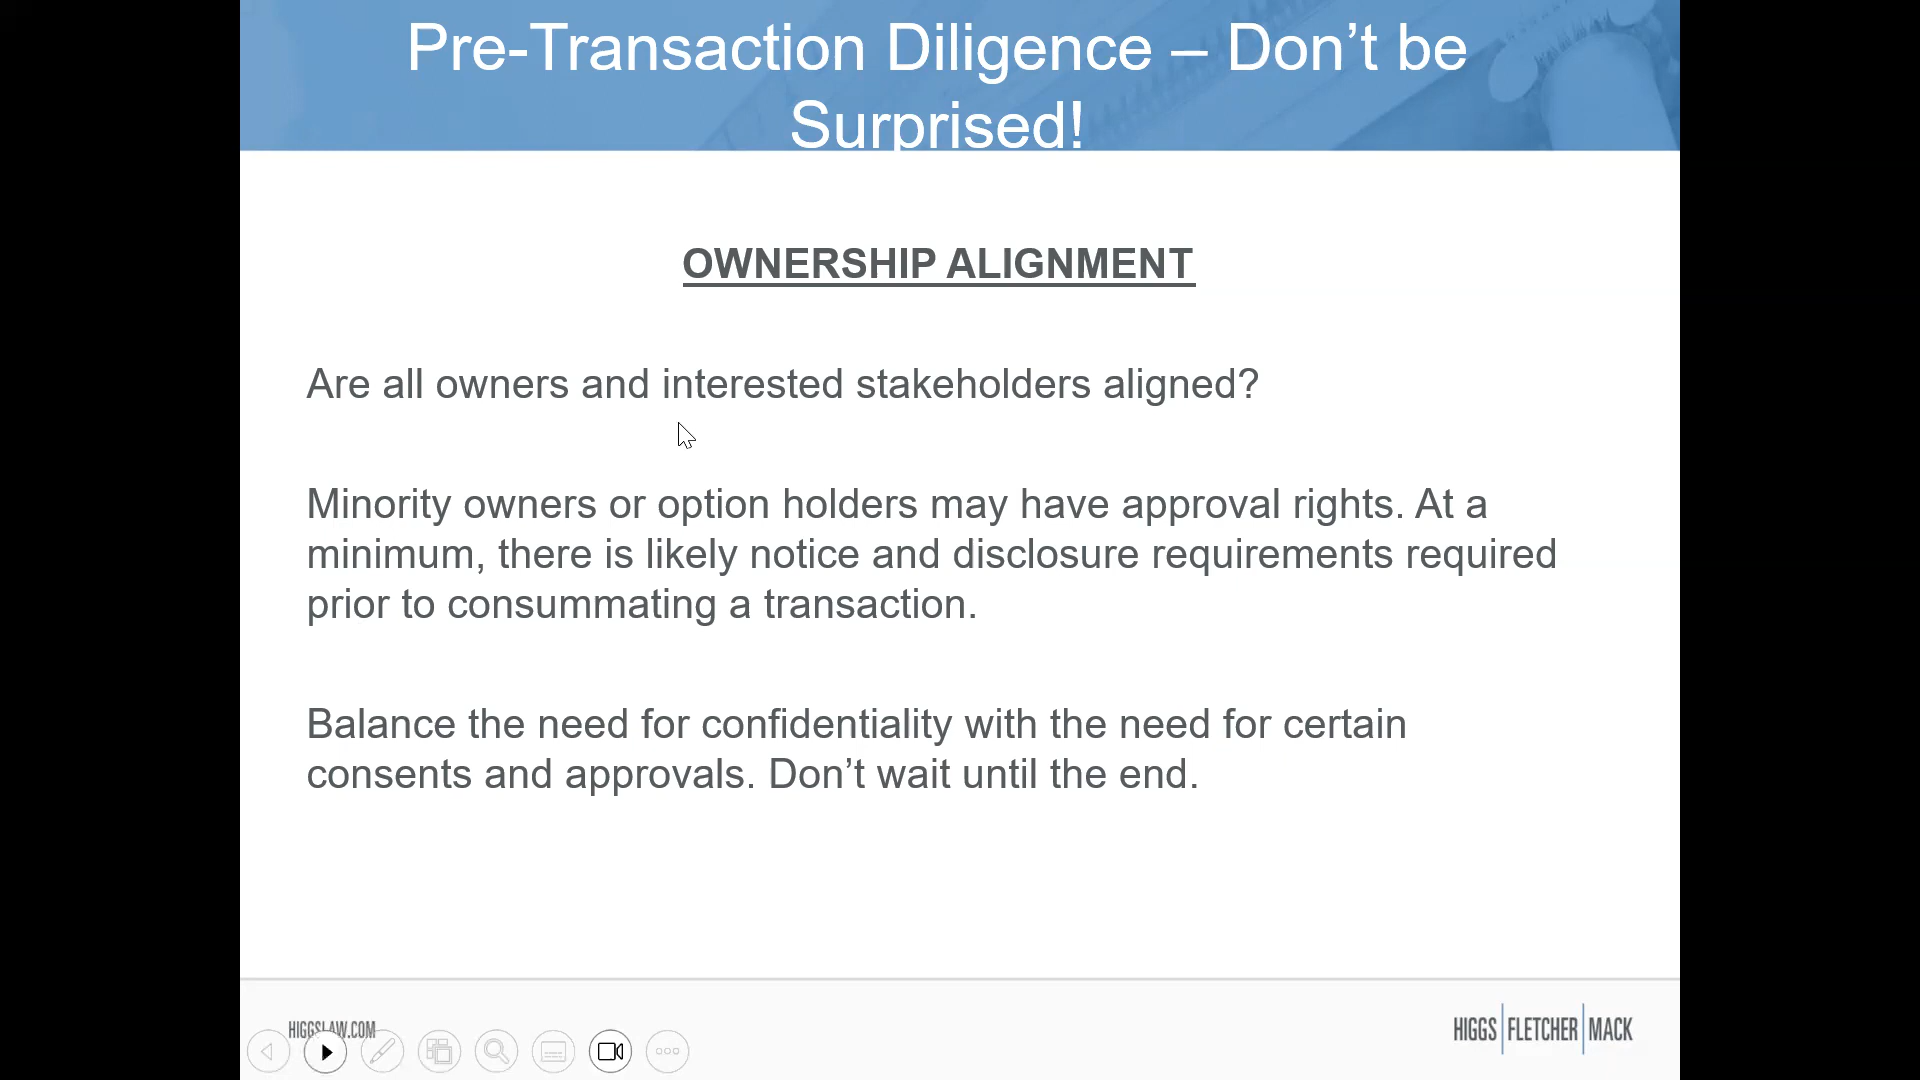 Pre-Transaction Diligence – Don’t be
Surprised!
OWNERSHIP ALIGNMENT
Are all owners and interested stakeholders aligned?
Minority owners or option holders may have approval rights. At a
minimum, there is likely notice and disclosure requirements required
prior to consummating a transaction.
Balance the need for confidentiality with the need for certain
consents and approvals. Don’t wait until the end.
HIGGSLAW.COM
HIGGS FLETCHER MACK